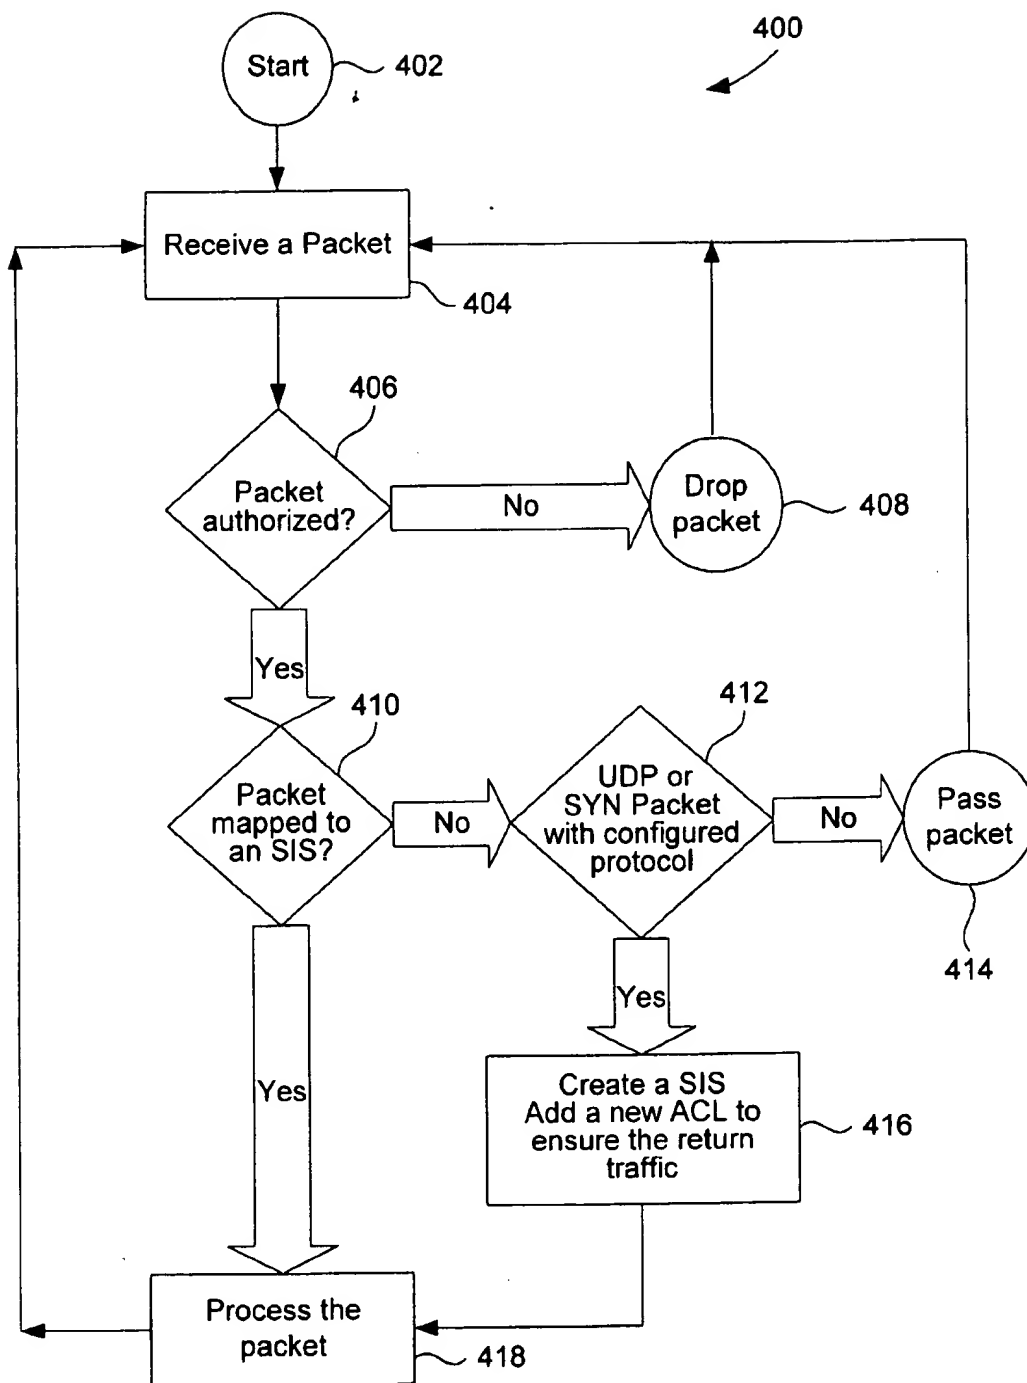 Start
402
400
Receive a Packet
404
406
Packet
authorized?
No
Drop
packet
408
Yes
410
412
Packet
mapped to
an SIS?
No
UDP or
SYN Packet
with configured
protocol
No
Pass
packet
414
Yes
Yes
Create a SIS
Add a new ACL to
ensure the return
traffic
416
Process the
packet
418